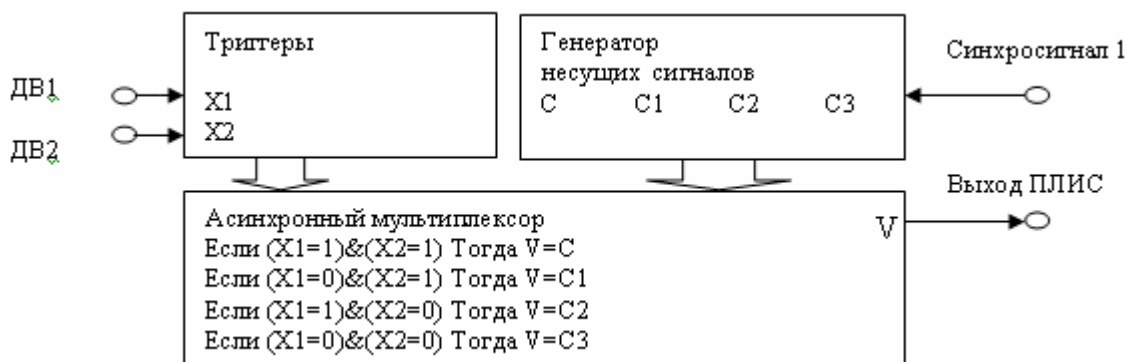 Триггеры
X1
X2
Генератор
несущих сигналов
C C1 C2 C3
Синхросигнал 1
ДВ1
ДВ2
Выход ПЛИС
Асинхронный мультиплексор
V
Если (X1=1)&(X2=1) Тогда V=C
Если (X1=0)&(X2=1) Тогда V=C1
Если (X1=1)&(X2=0) Тогда V=C2
Если (X1=0)&(X2=0) Тогда V=C3